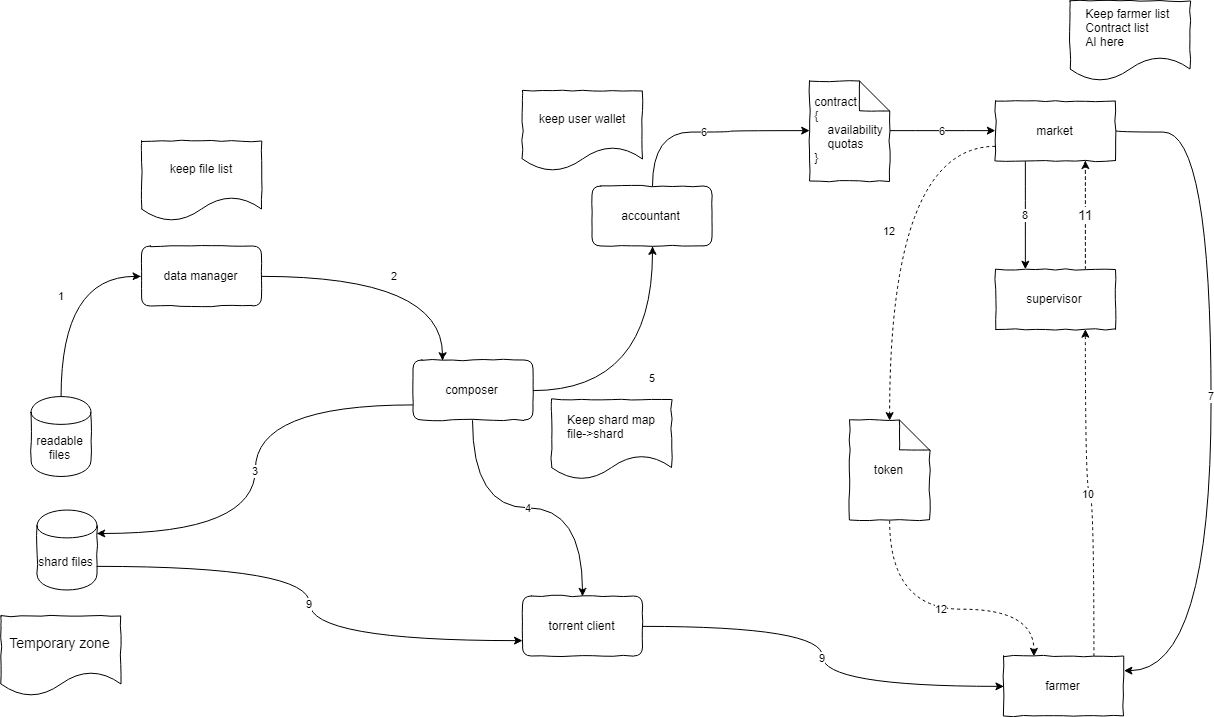 Keep farmer list
Contract list
AI here
keep user wallet
contract
{
availability
quotas
}
6
6
market
keep file list
accountant
12
8
11
7
data manager
1
2
supervisor
5
composer
Keep shard map
file->shard
readable
files
3
4
token
10
shard files
9
12
torrent client
Temporary zone
9
farmer